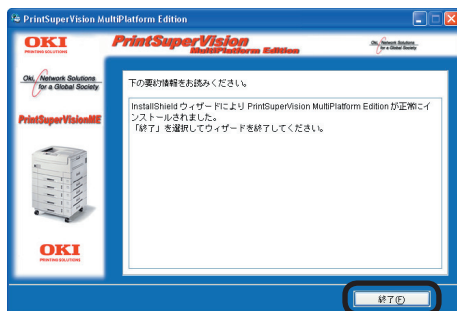 PrintSuperVision MultiPlatform Edition
OKI
PRINTING SOLUTIONS
PrintSuperVision
MultiPlatform Edition
Oki, Network Solutions
for a Global Society
Oki, Network Solutions
for a Global Society
PrintSuperVisionME
OKI
PRINTING SOLUTIONS
下の要約情報をお読みください。
InstallShield ウィザードにより PrintSuperVision MultiPlatform Edition が正常にイ
ンストールされました。
「終了」を選択してウィザードを終了してください。
終了(F)